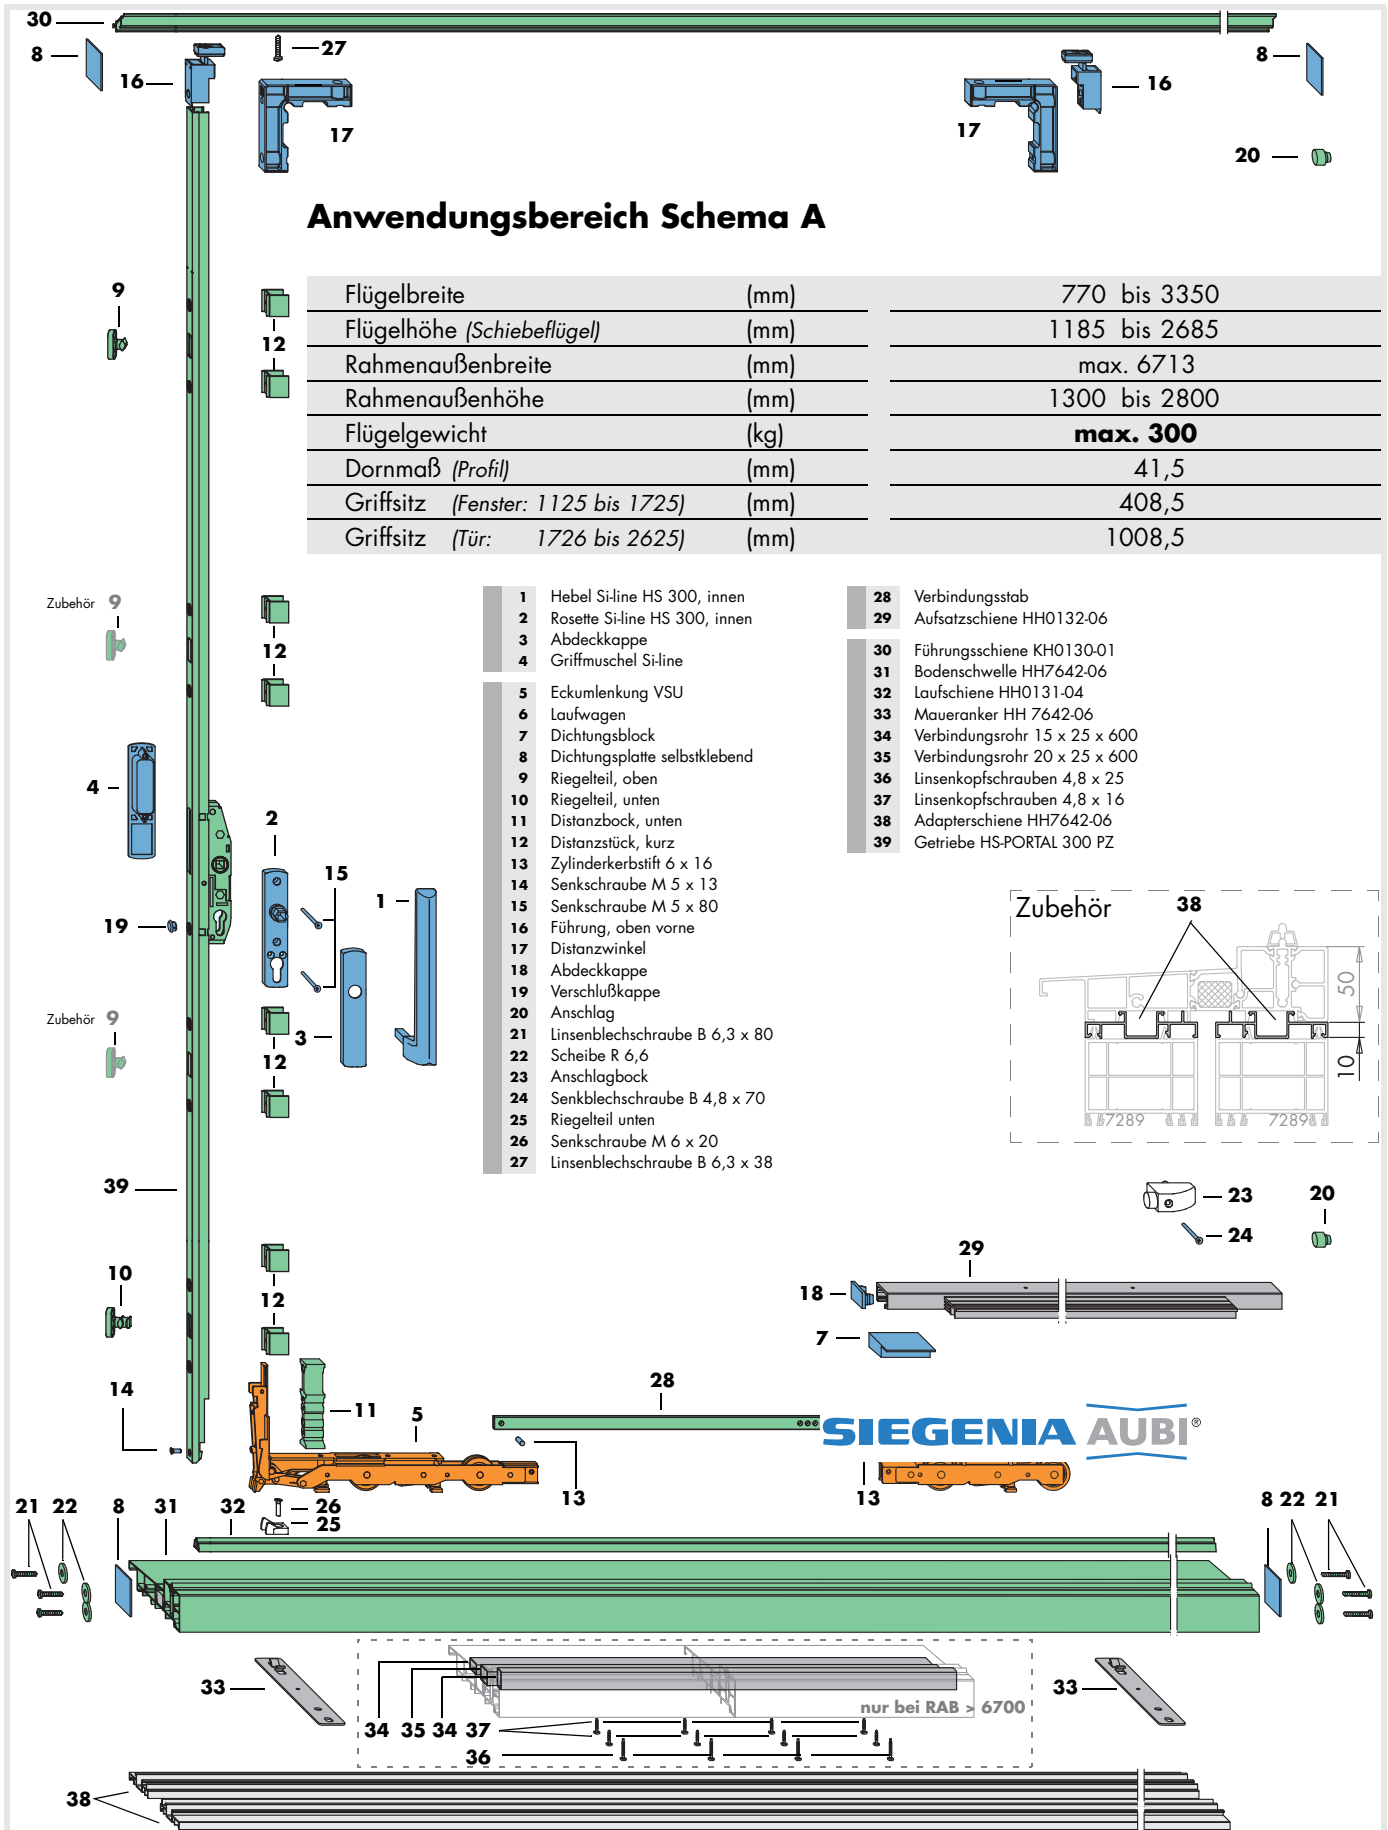 30
8
16
27
17
17
16
8
20
Anwendungsbereich Schema A
Flügelbreite (mm) 770 bis 3350
Flügelhöhe (Schiebeflügel) (mm) 1185 bis 2685
Rahmenaußenbreite (mm) max. 6713
Rahmenaußenhöhe (mm) 1300 bis 2800
Flügelgewicht (kg) max. 300
Dornmaß (Profil) (mm) 41,5
Griffsitz (Fenster: 1125 bis 1725) (mm) 408,5
Griffsitz (Tür: 1726 bis 2625) (mm) 1008,5
9
12
Zubehör 9
12
4
2
15
1
19
3
Zubehör 9
12
39
10
12
14
11
5
1 Hebel Si-line HS 300, innen
2 Rosette Si-line HS 300, innen
3 Abdeckkappe
4 Griffmuschel Si-line
5 Eckumlenkung VSU
6 Laufwagen
7 Dichtungsblock
8 Dichtungsplatte selbstklebend
9 Riegelteil, oben
10 Riegelteil, unten
11 Distanzbock, unten
12 Distanzstück, kurz
13 Zylinderkerbstift 6 x 16
14 Senkschraube M 5 x 13
15 Senkschraube M 5 x 80
16 Führung, oben vorne
17 Distanzwinkel
18 Abdeckkappe
19 Verschlußkappe
20 Anschlag
21 Linsenblechschraube B 6,3 x 80
22 Scheibe R 6,6
23 Anschlagbock
24 Senkblechschraube B 4,8 x 70
25 Riegelteil unten
26 Senkschraube M 6 x 20
27 Linsenblechschraube B 6,3 x 38
28 Verbindungsstab
29 Aufsatzschiene HH0132-06
30 Führungsschiene KH0130-01
31 Bodenschwelle HH7642-06
32 Laufschiene HH0131-04
33 Maueranker HH 7642-06
34 Verbindungsrohr 15 x 25 x 600
35 Verbindungsrohr 20 x 25 x 600
36 Linsenkopfschrauben 4,8 x 25
37 Linsenkopfschrauben 4,8 x 16
38 Adapterschiene HH7642-06
39 Getriebe HS-PORTAL 300 PZ
Zubehör
38
50
10
7289
7289
23
24
20
29
18
7
28
SIEGENIA AUBI®
13
13
26
25
21 22 8 31 32
8 22 21
33
33
34 35 34 37
36
nur bei RAB > 6700
38